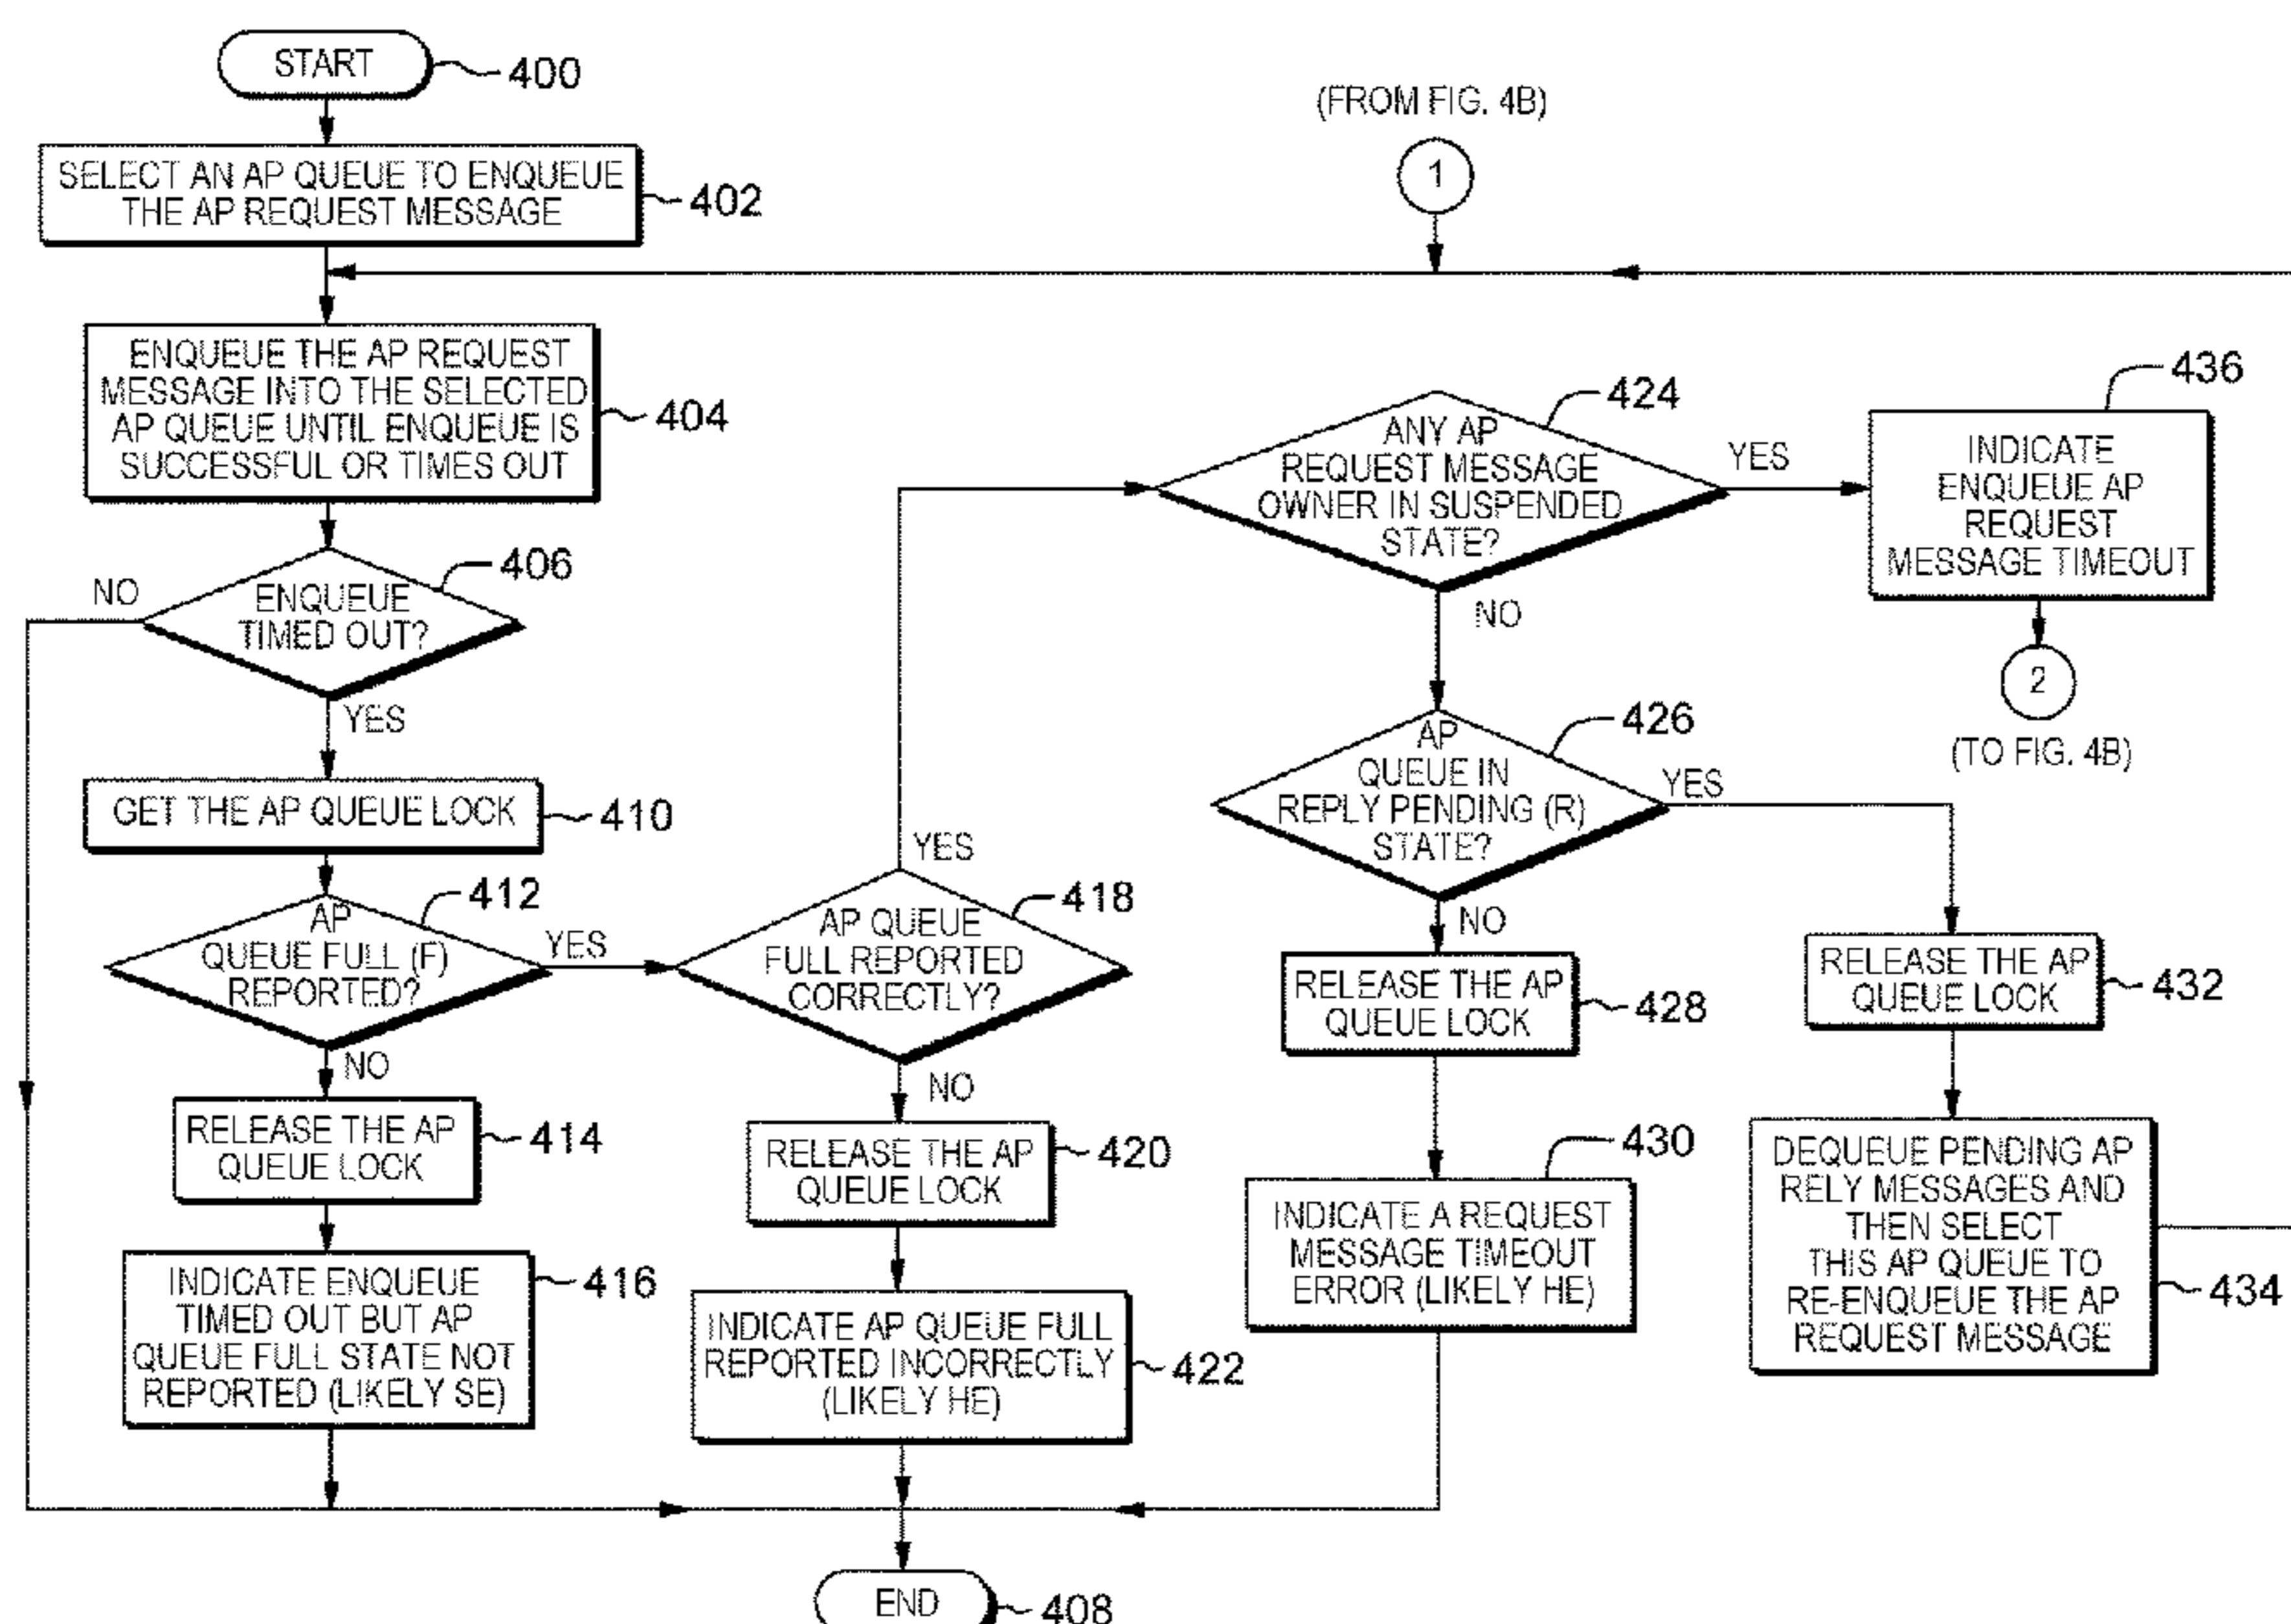 START
400
SELECT AN AP QUEUE TO ENQUEUE
THE AP REQUEST MESSAGE
402
(FROM FIG. 4B)
1
ENQUEUE THE AP REQUEST
MESSAGE INTO THE SELECTED
AP QUEUE UNTIL ENQUEUE IS
SUCCESSFUL OR TIMES OUT
404
ENQUEUE
TIMED OUT?
406
NO
YES
GET THE AP QUEUE LOCK
410
AP
QUEUE FULL (F)
REPORTED?
412
YES
NO
RELEASE THE AP
QUEUE LOCK
414
INDICATE ENQUEUE
TIMED OUT BUT AP
QUEUE FULL STATE NOT
REPORTED (LIKELY SE)
416
AP QUEUE
FULL REPORTED
CORRECTLY?
418
YES
NO
RELEASE THE AP
QUEUE LOCK
420
INDICATE AP QUEUE FULL
REPORTED INCORRECTLY
(LIKELY HE)
422
ANY AP
REQUEST MESSAGE
OWNER IN SUSPENDED
STATE?
424
YES
NO
INDICATE
ENQUEUE AP
REQUEST
MESSAGE TIMEOUT
436
2
(TO FIG. 4B)
AP
QUEUE IN
REPLY PENDING (R)
STATE?
426
YES
NO
RELEASE THE AP
QUEUE LOCK
428
INDICATE A REQUEST
MESSAGE TIMEOUT
ERROR (LIKELY HE)
430
RELEASE THE AP
QUEUE LOCK
432
DEQUEUE PENDING AP
RELY MESSAGES AND
THEN SELECT
THIS AP QUEUE TO
RE-ENQUEUE THE AP
REQUEST MESSAGE
434
END
408